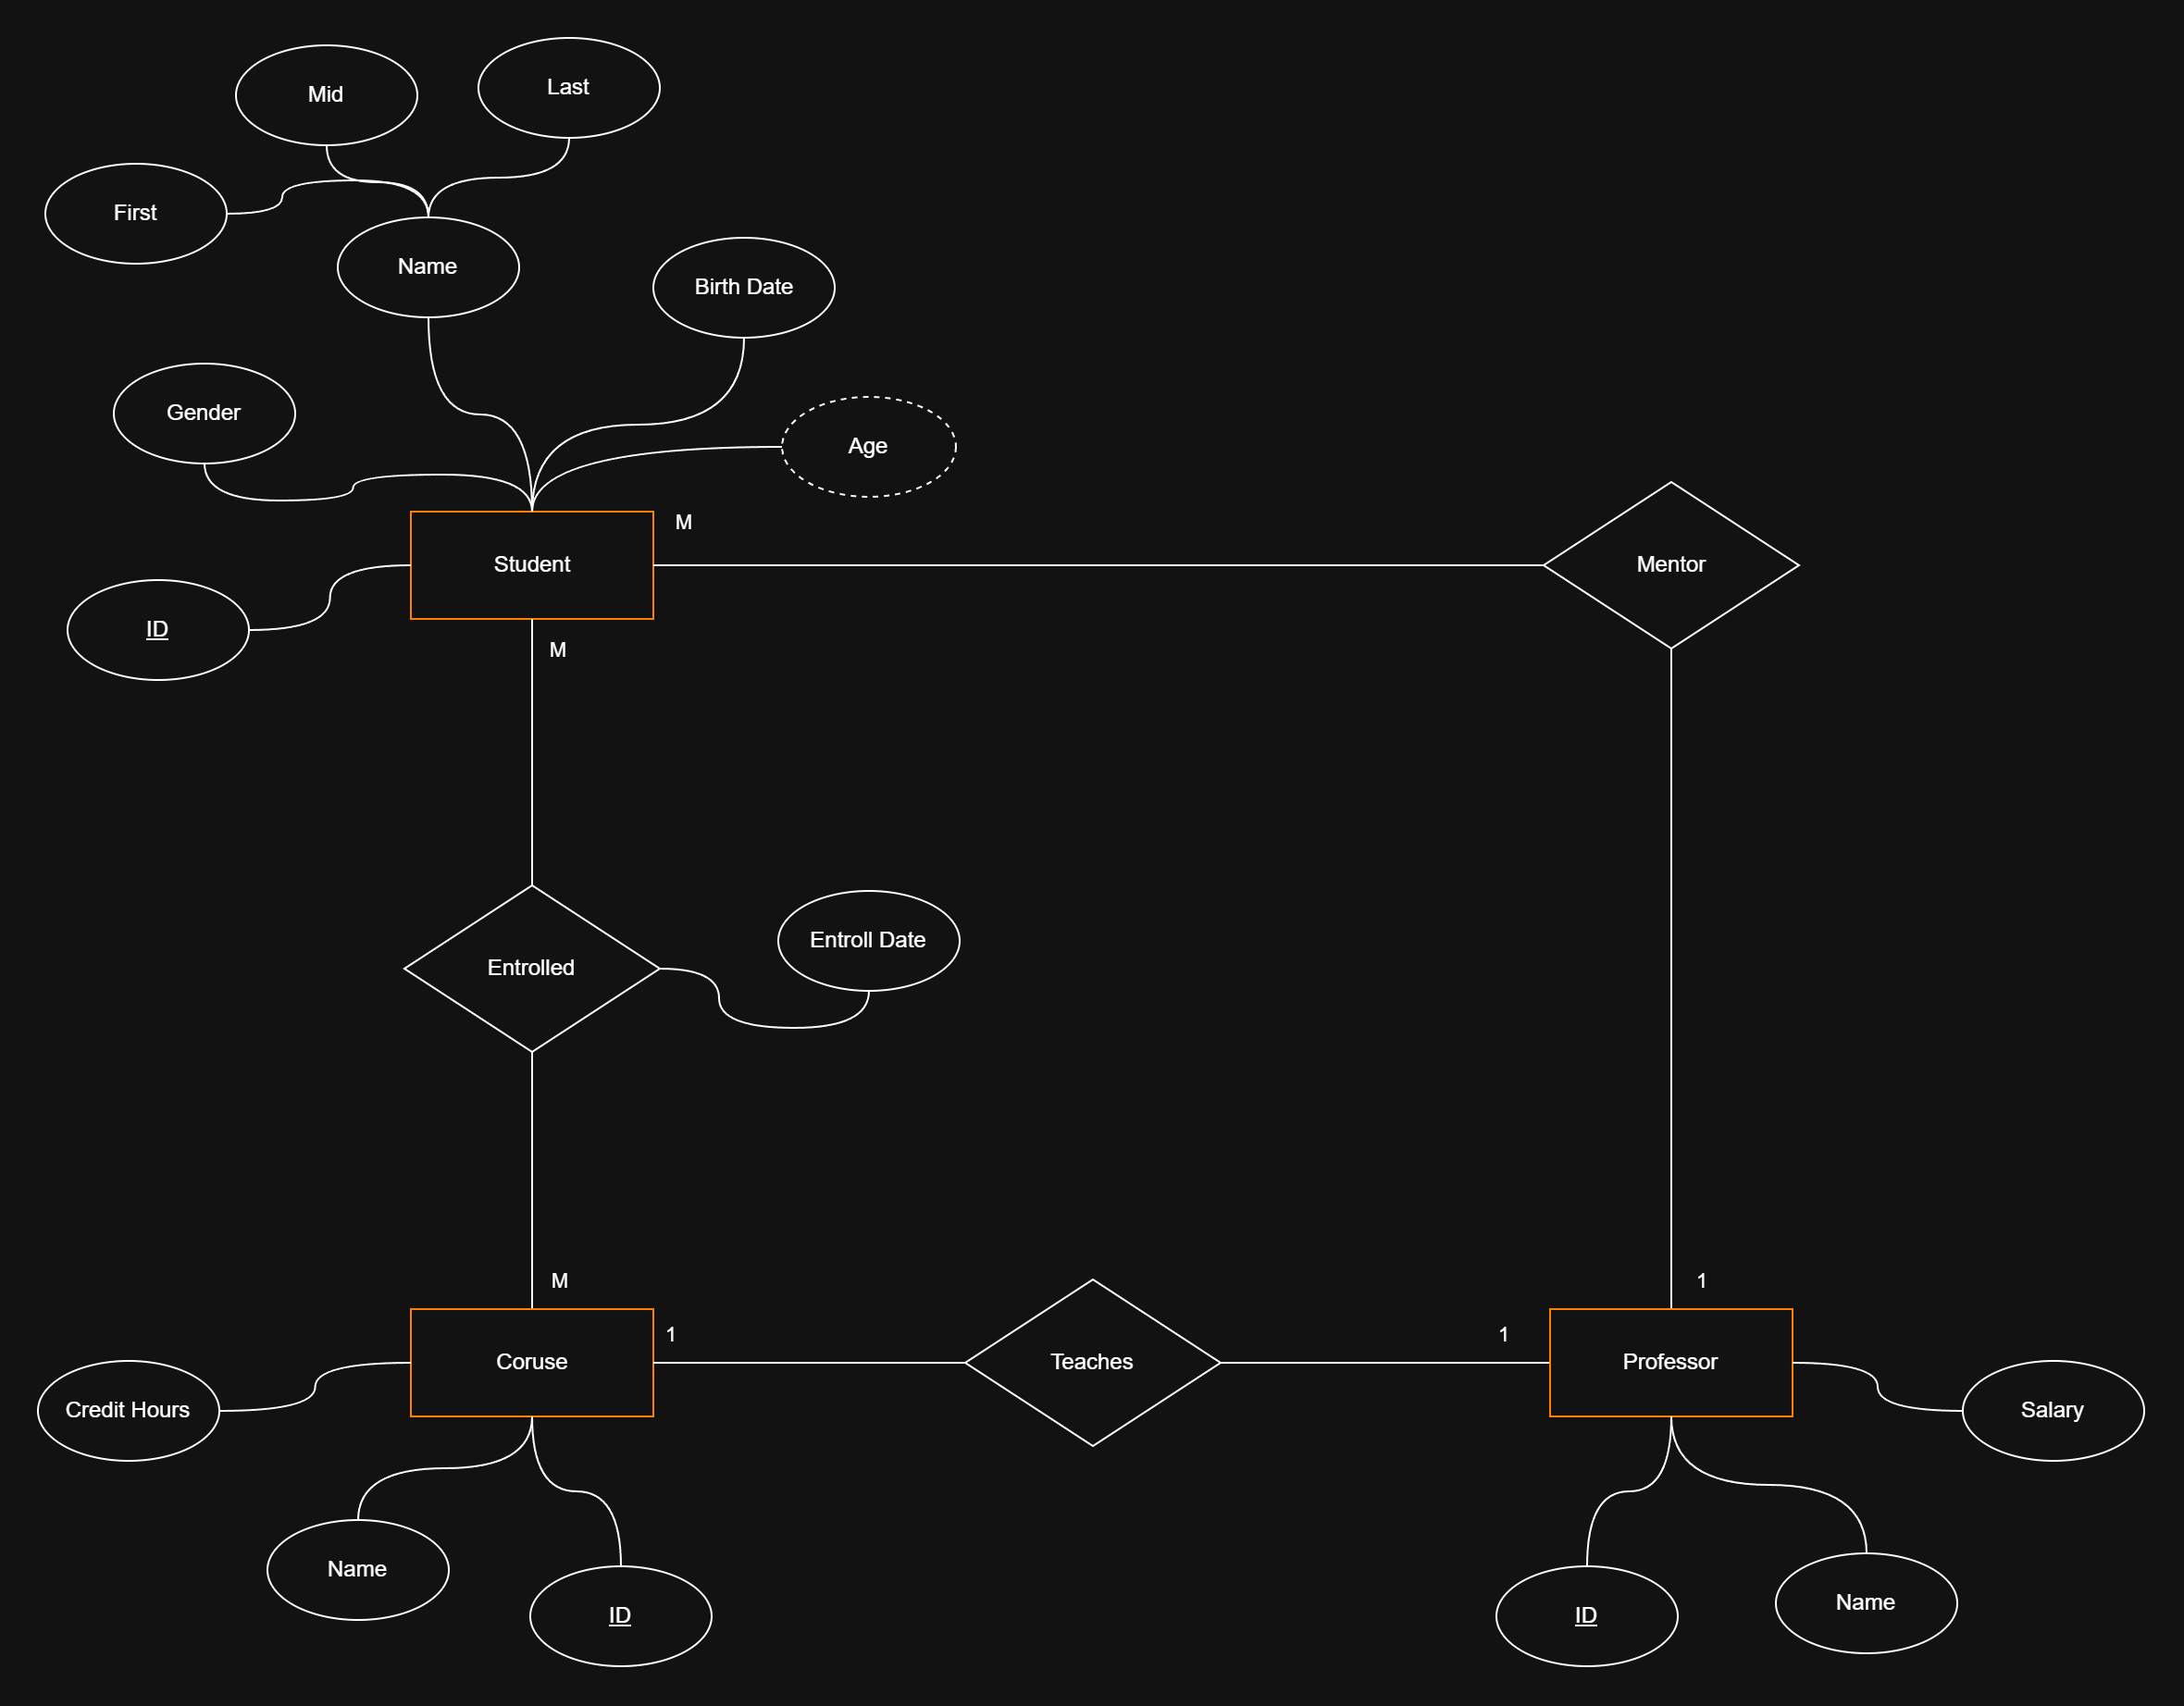 Mid
Last
First
Name
Birth Date
Gender
Age
M
Student
Mentor
ID
M
Entroll Date
Entrolled
M
1
1
1
Coruse
Teaches
Professor
Credit Hours
Salary
Name
ID
ID
Name